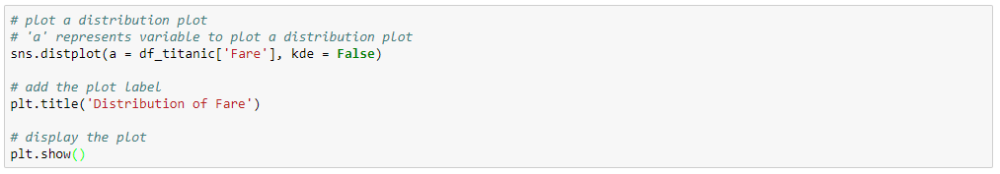 # plot a distribution plot
# 'a' represents variable to plot a distribution plot
sns.distplot(a = df_titanic['Fare'], kde = False)
# add the plot label
plt.title('Distribution of Fare')
# display the plot
plt.show()